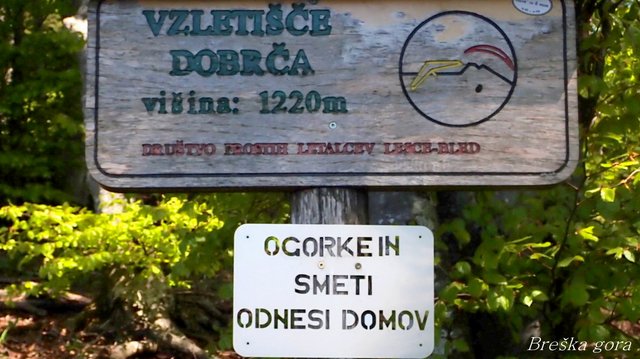 VZLETIŠČE
DOBRČA
višina: 1220m
DRUŠTVO PROSTIH LETALCEV LESCE-BLED
OGORKE IN
SMETI
ODNESI DOMOV
Breška gora